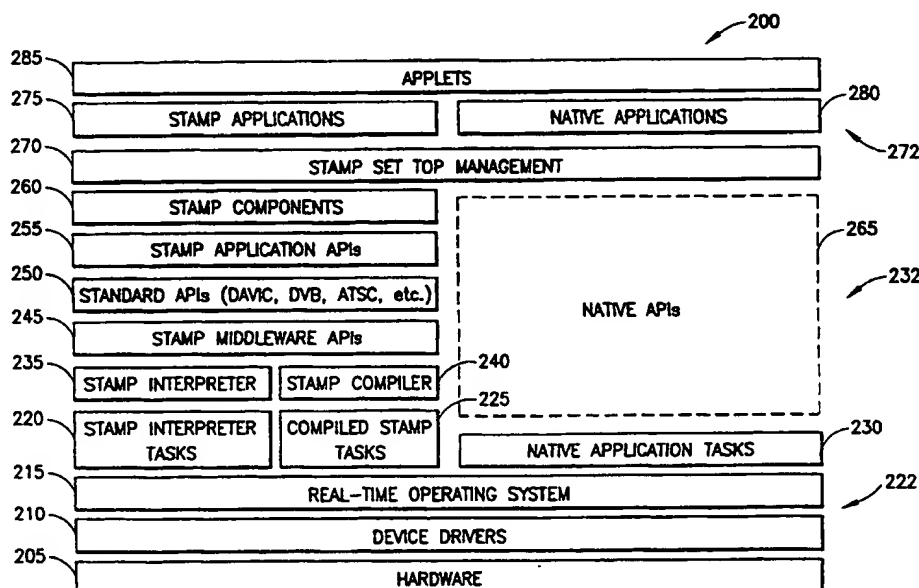 200
285
APPLETS
275
STAMP APPLICATIONS
NATIVE APPLICATIONS
280
272
270
STAMP SET TOP MANAGEMENT
260
STAMP COMPONENTS
265
255
STAMP APPLICATION APIs
250
STANDARD APIs (DAVIC, DVB, ATSC, etc.)
232
NATIVE APIs
245
STAMP MIDDLEWARE APIs
235
STAMP INTERPRETER
STAMP COMPILER
240
220
STAMP INTERPRETER
TASKS
COMPILED STAMP
TASKS
225
NATIVE APPLICATION TASKS
230
215
REAL-TIME OPERATING SYSTEM
222
210
DEVICE DRIVERS
205
HARDWARE